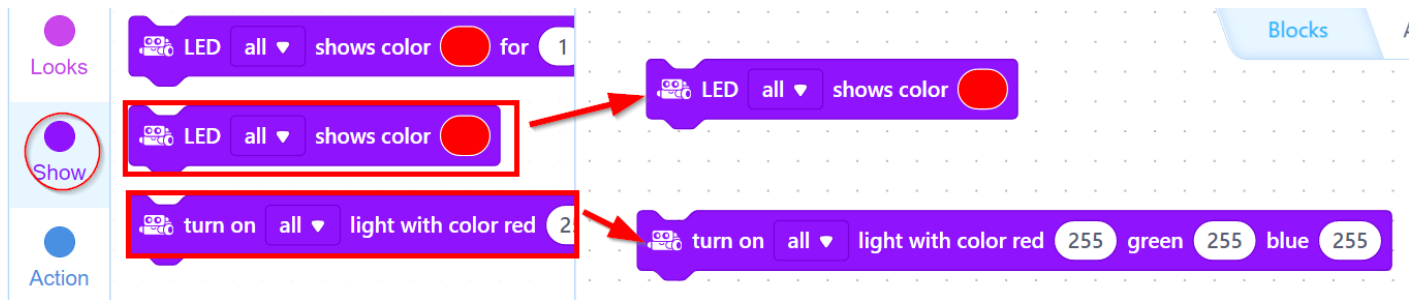 Looks
Show
Action
LED all ▼ shows color for 1
LED all ▼ shows color
turn on all ▼ light with color red
Blocks
LED all ▼ shows color
turn on all ▼ light with color red 255 green 255 blue 255